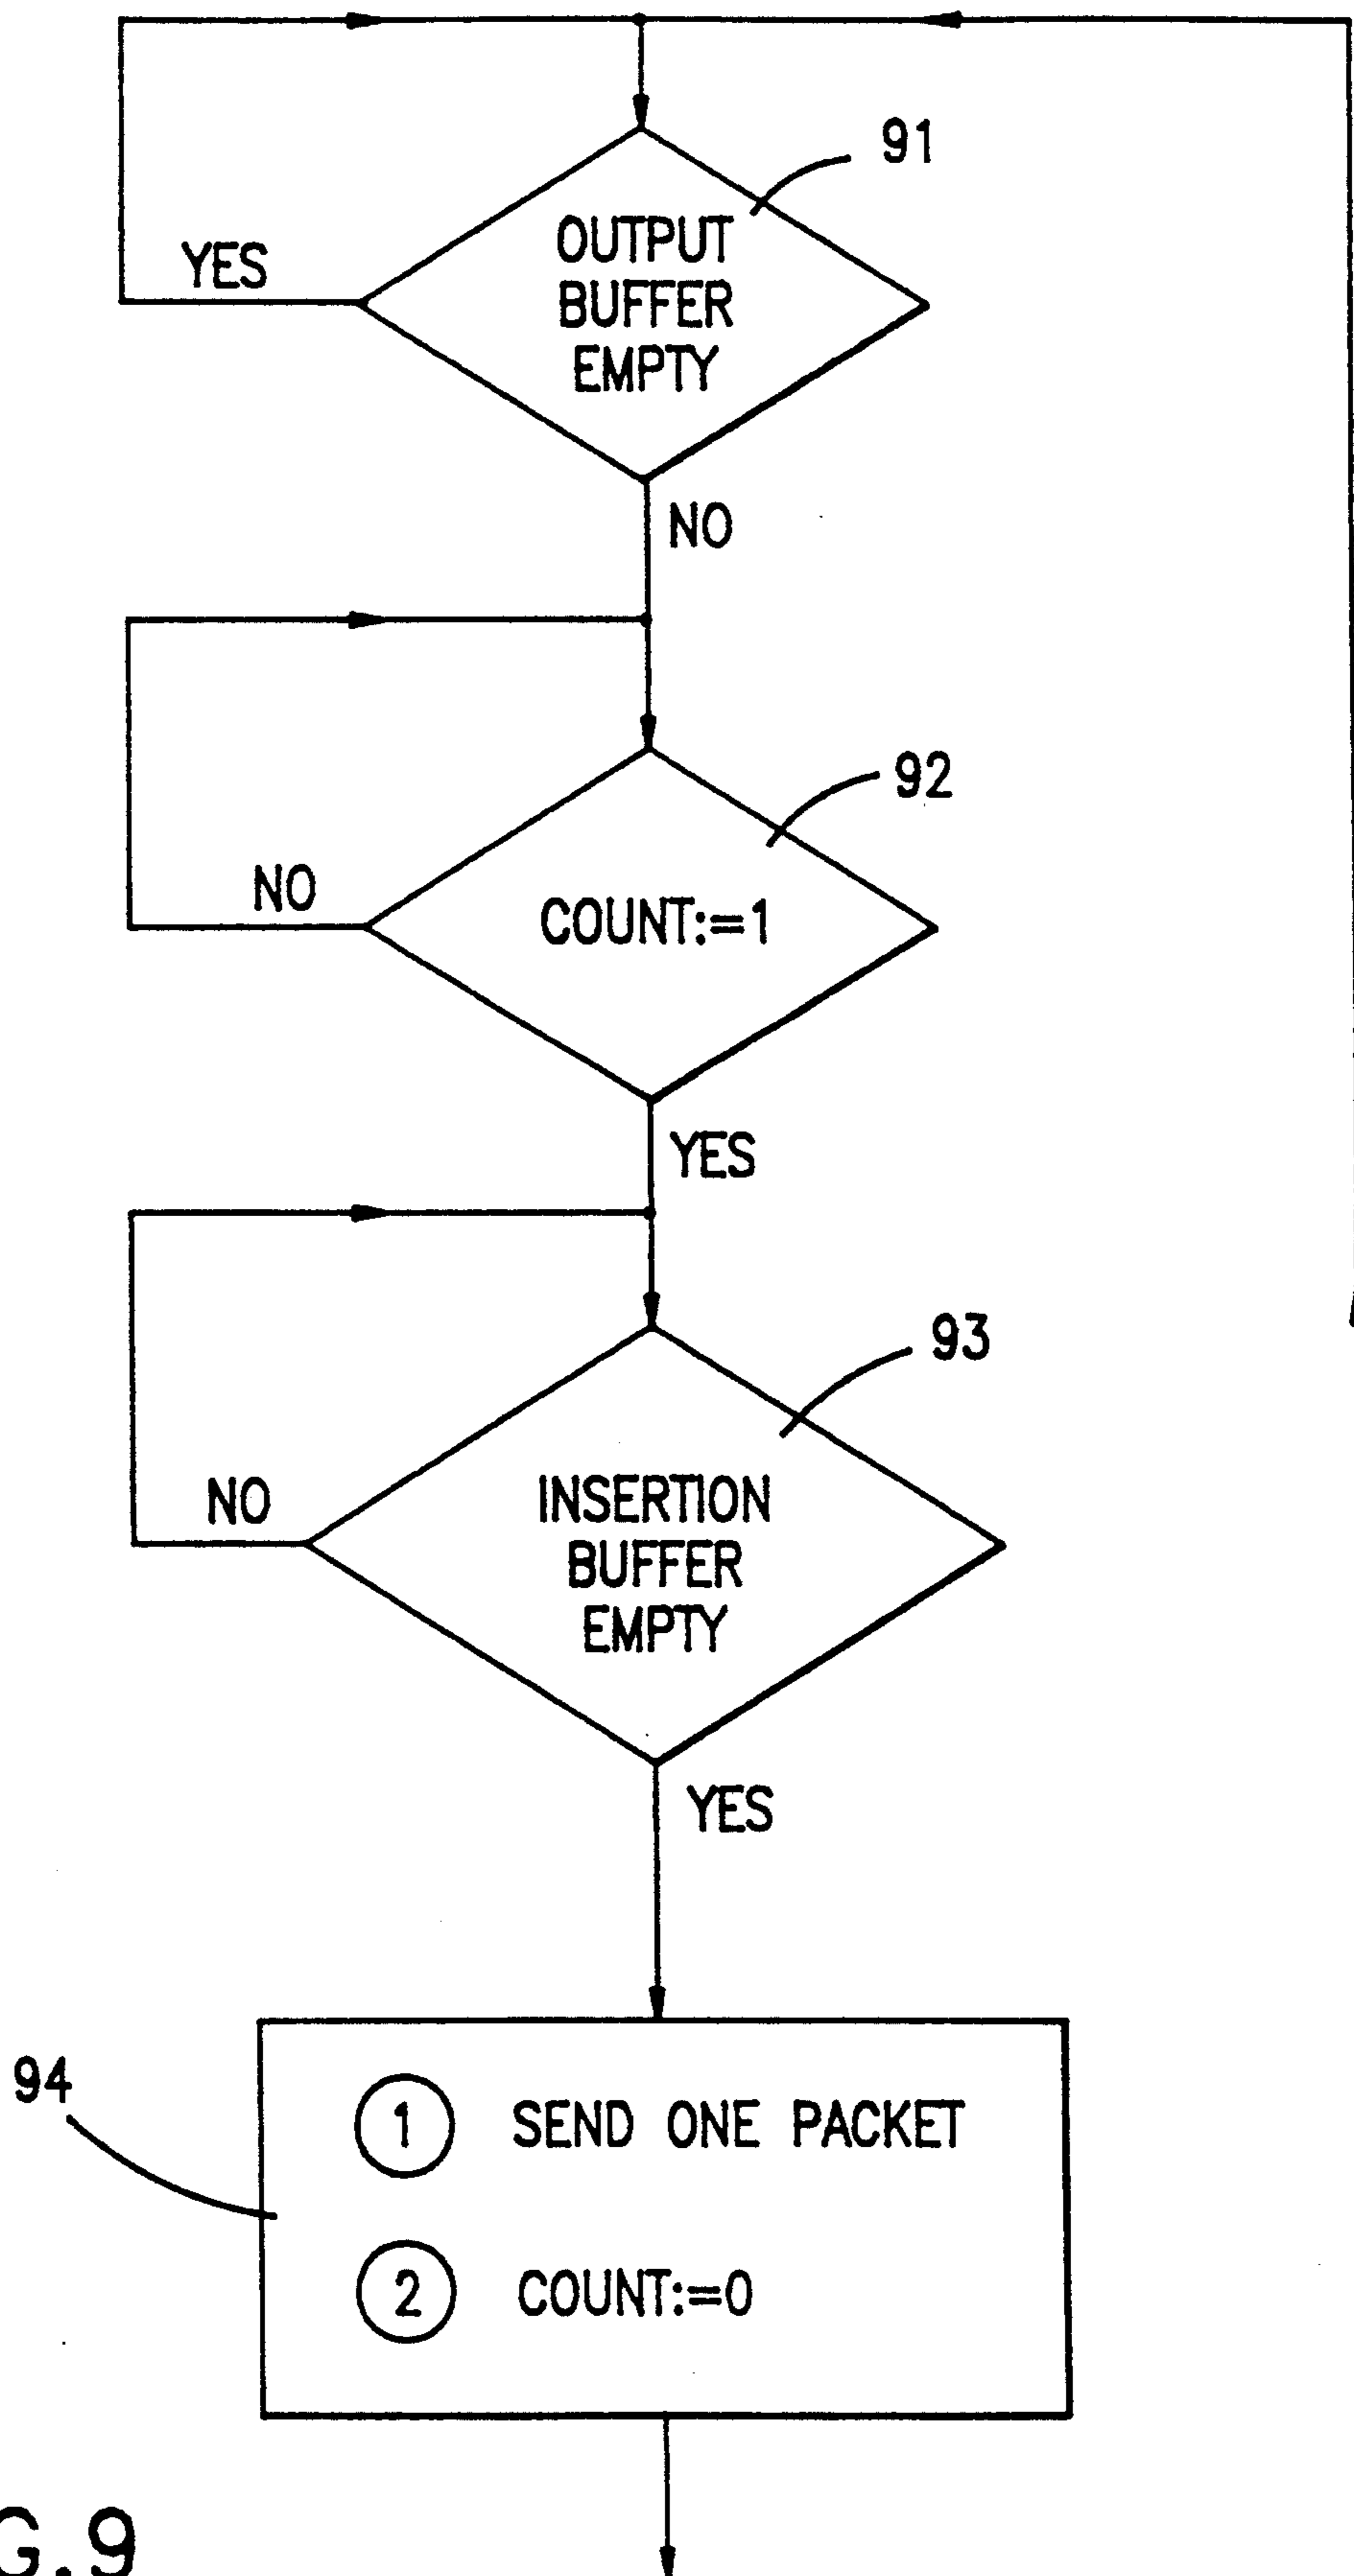 91
OUTPUT
BUFFER
EMPTY
YES
NO
92
COUNT:=1
NO
YES
93
INSERTION
BUFFER
EMPTY
NO
YES
94
1 SEND ONE PACKET
2 COUNT:=0
G.9